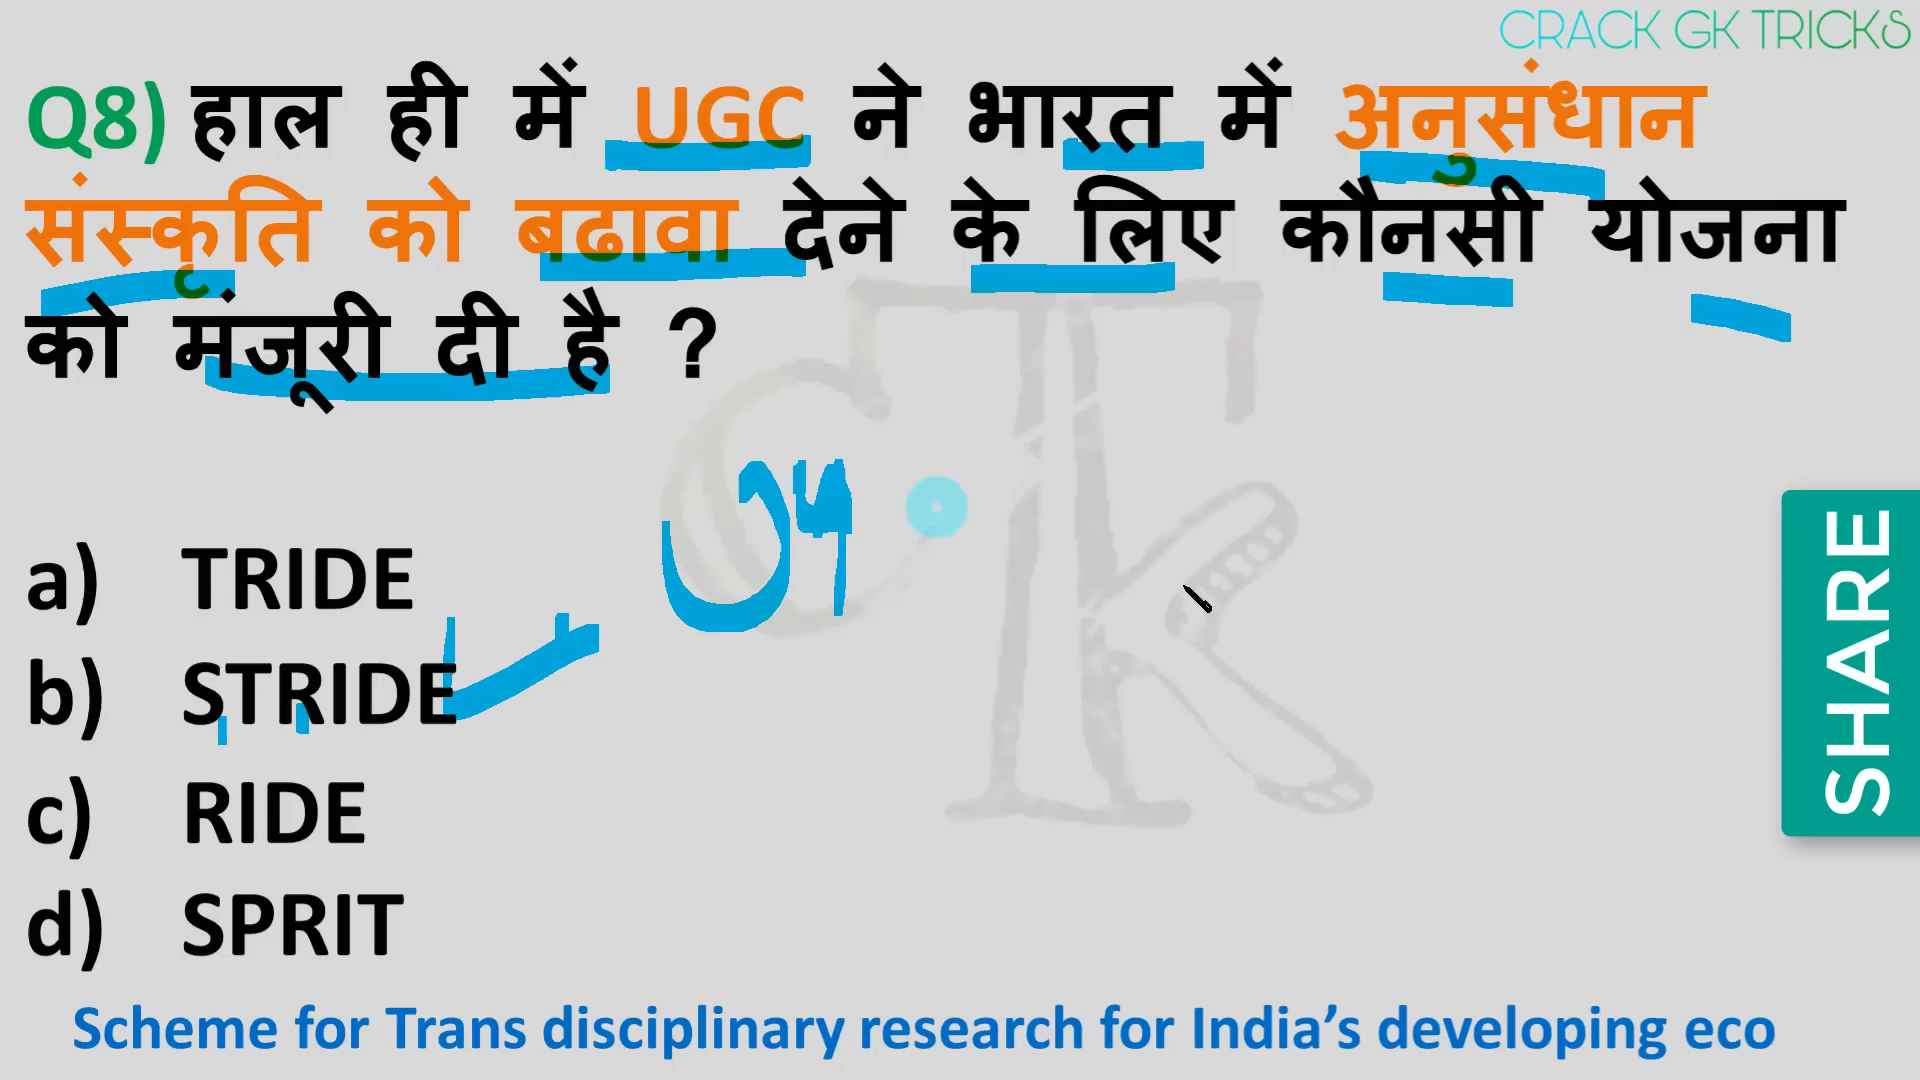 CRACK GK TRICKS
Q8) हाल ही में UGC ने भारत में अनुसंधान
संस्कृति को बढावा देने के लिए कौनसी योजना
को मंजूरी दी है ?
a) TRIDE
b) STRIDE
c) RIDE
d) SPRIT
SHARE
Scheme for Trans disciplinary research for India’s developing eco